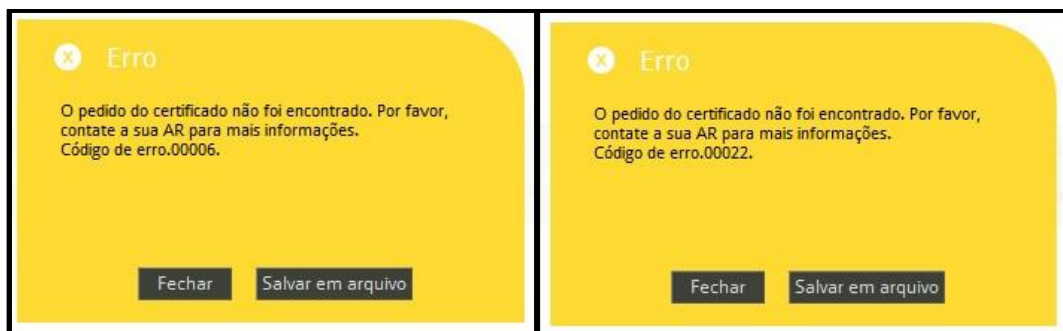 X Erro
O pedido do certificado não foi encontrado. Por favor,
contate a sua AR para mais informações.
Código de erro.00006.
Fechar Salvar em arquivo
X Erro
O pedido do certificado não foi encontrado. Por favor,
contate a sua AR para mais informações.
Código de erro.00022.
Fechar Salvar em arquivo